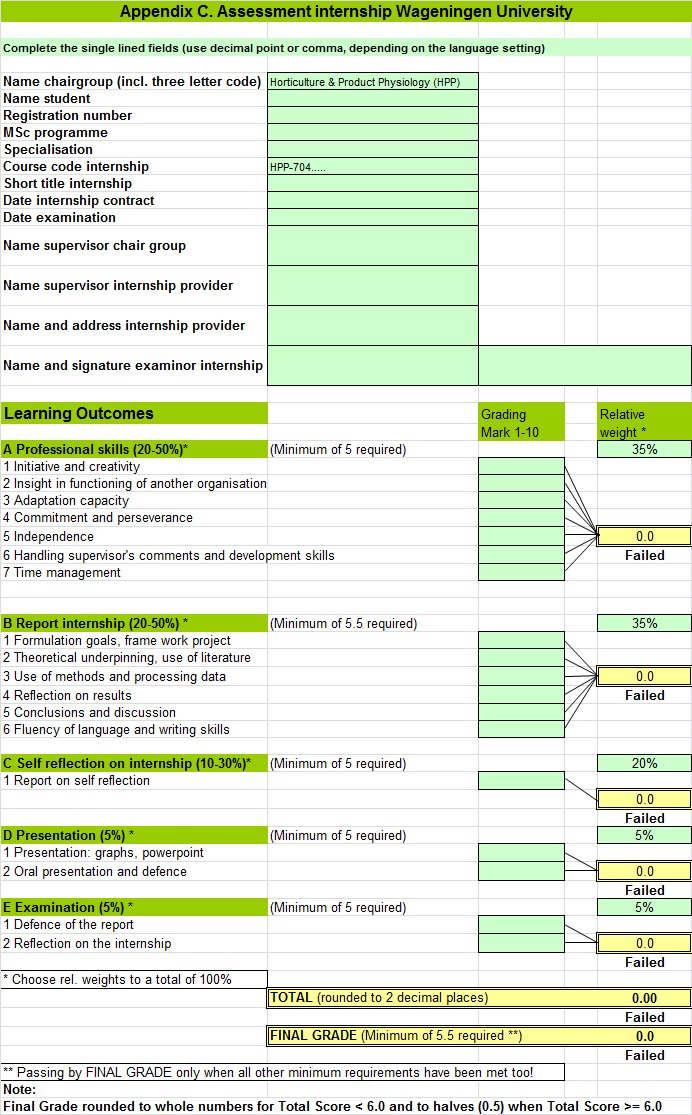 Appendix C. Assessment internship Wageningen University
Complete the single lined fields (use decimal point or comma, depending on the language setting)
Name chairgroup (incl. three letter code) Horticulture & Product Physiology (HPP)
Name student
Registration number
MSc programme
Specialisation
Course code internship HPP-704.....
Short title internship
Date internship contract
Date examination
Name supervisor chair group
Name supervisor internship provider
Name and address internship provider
Name and signature examinor internship
Learning Outcomes Grading Relative
Mark 1-10 weight *
A Professional skills (20-50%)* (Minimum of 5 required) 35%
1 Initiative and creativity
2 Insight in functioning of another organisation
3 Adaptation capacity
4 Commitment and perseverance
5 Independence 0.0
6 Handling supervisor's comments and development skills Failed
7 Time management
B Report internship (20-50%) * (Minimum of 5.5 required) 35%
1 Formulation goals, frame work project
2 Theoretical underpinning, use of literature
3 Use of methods and processing data 0.0
4 Reflection on results Failed
5 Conclusions and discussion
6 Fluency of language and writing skills
C Self reflection on internship (10-30%)* (Minimum of 5 required) 20%
1 Report on self reflection
0.0
Failed
D Presentation (5%) * (Minimum of 5 required) 5%
1 Presentation: graphs, powerpoint
2 Oral presentation and defence 0.0
Failed
E Examination (5%) * (Minimum of 5 required) 5%
1 Defence of the report
2 Reflection on the internship 0.0
Failed
* Choose rel. weights to a total of 100%
TOTAL (rounded to 2 decimal places) 0.00
Failed
FINAL GRADE (Minimum of 5.5 required **) 0.0
Failed
** Passing by FINAL GRADE only when all other minimum requirements have been met too!
Note:
Final Grade rounded to whole numbers for Total Score < 6.0 and to halves (0.5) when Total Score >= 6.0